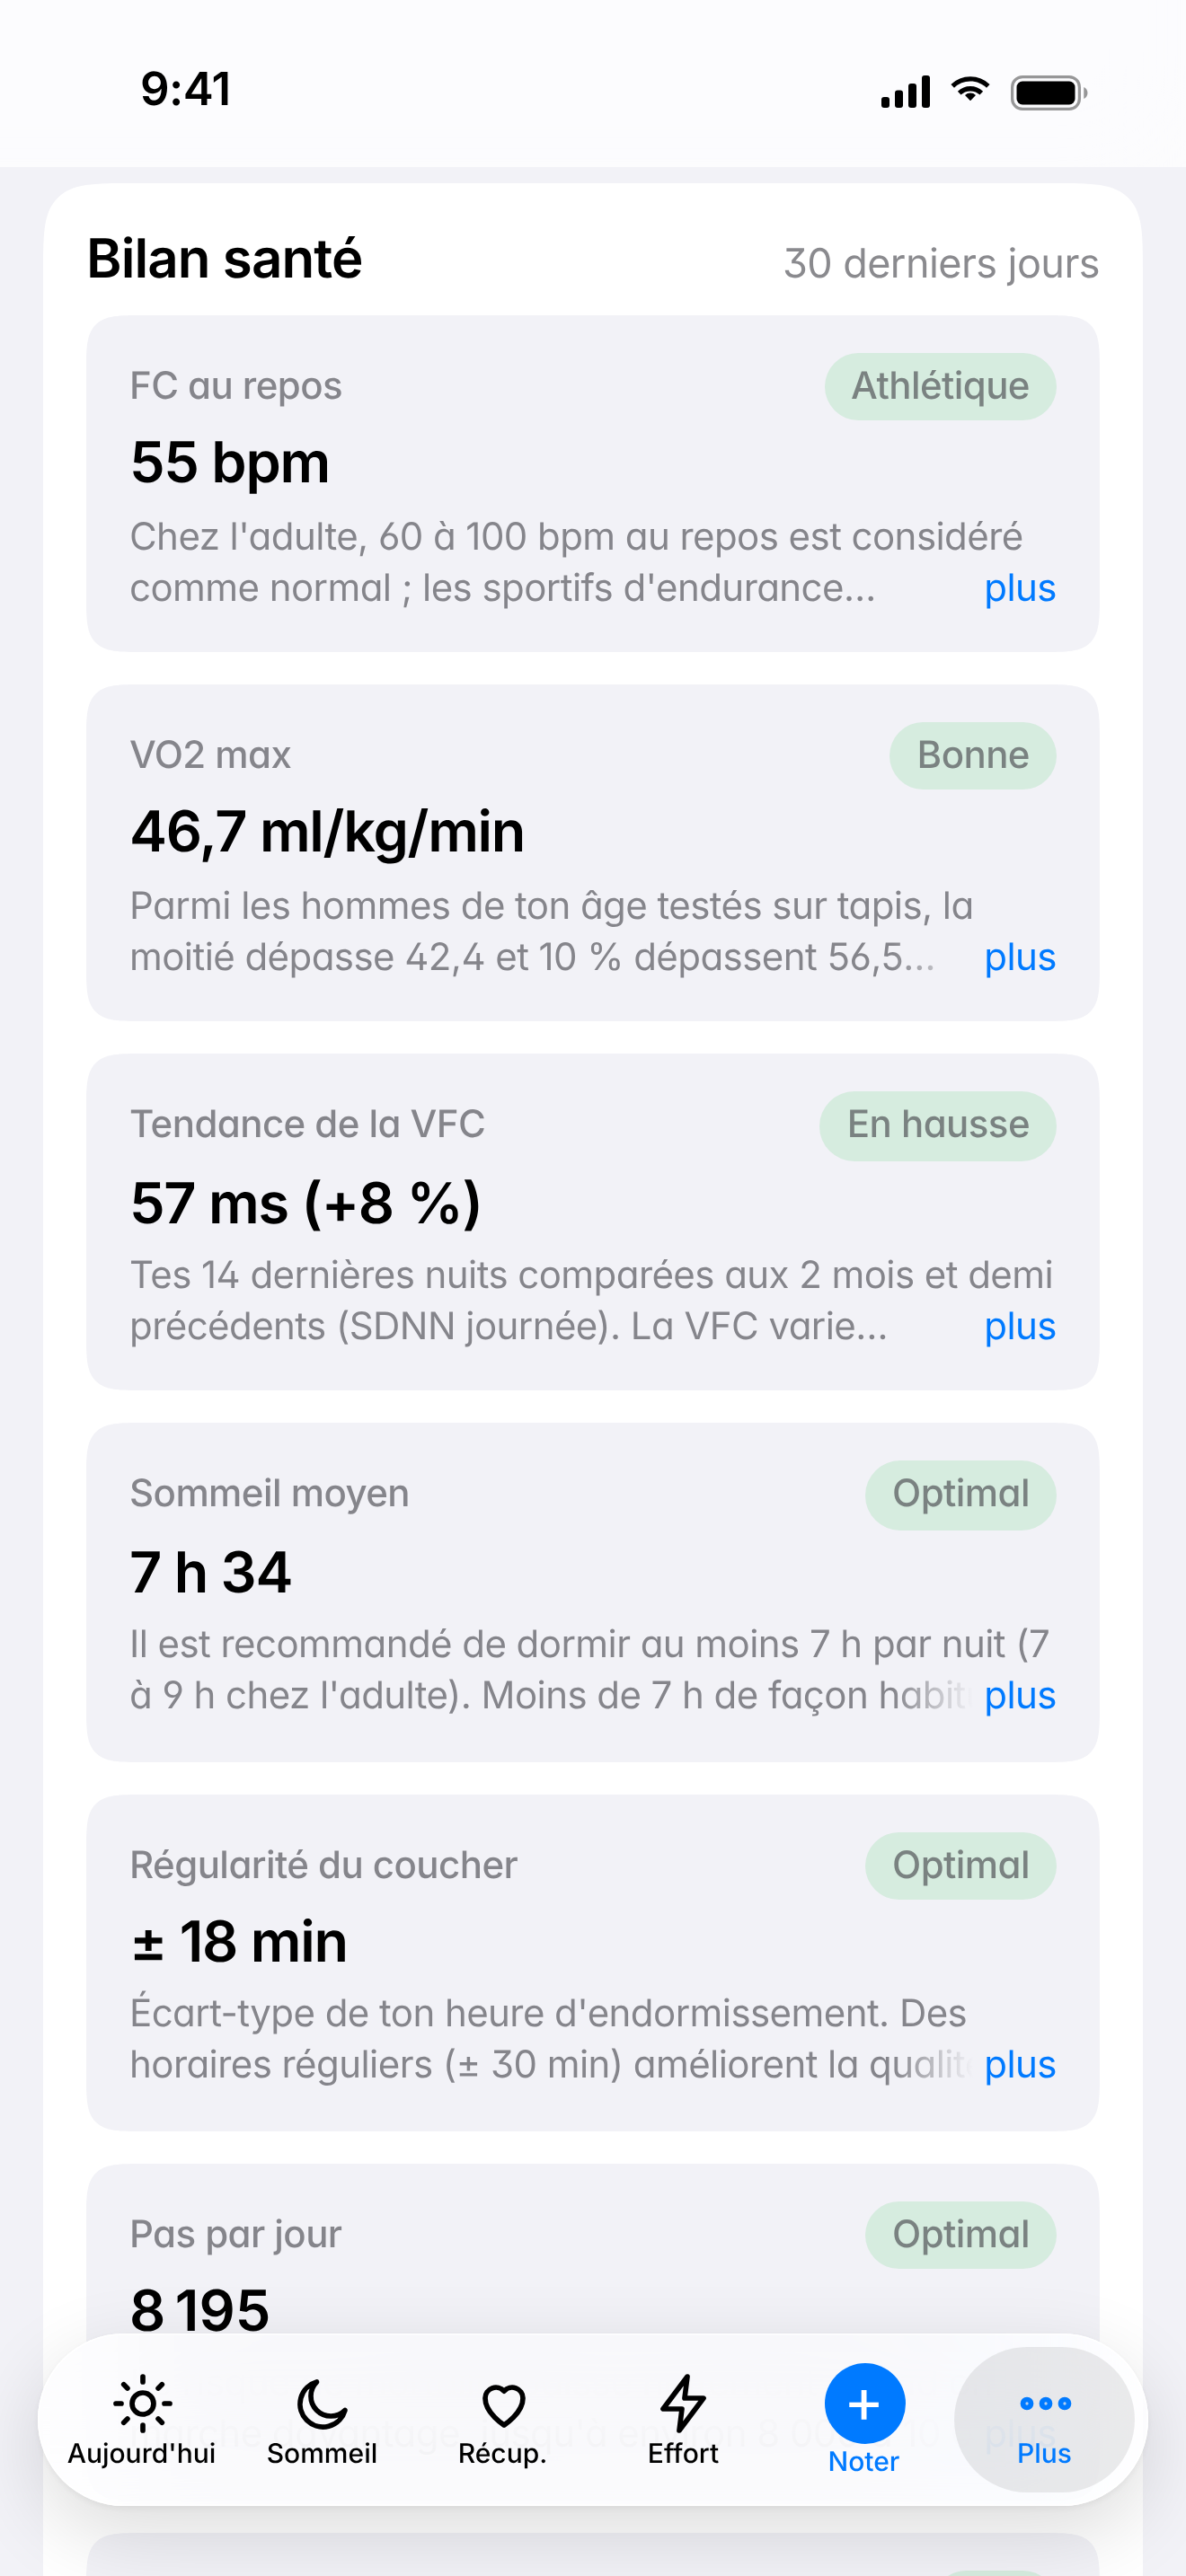 9:41
Bilan santé
30 derniers jours
FC au repos
Athlétique
55 bpm
Chez l'adulte, 60 à 100 bpm au repos est considéré
comme normal ; les sportifs d'endurance... plus
VO2 max
Bonne
46,7 ml/kg/min
Parmi les hommes de ton âge testés sur tapis, la
moitié dépasse 42,4 et 10 % dépassent 56,5... plus
Tendance de la VFC
En hausse
57 ms (+8 %)
Tes 14 dernières nuits comparées aux 2 mois et demi
précédents (SDNN journée). La VFC varie... plus
Sommeil moyen
Optimal
7 h 34
Il est recommandé de dormir au moins 7 h par nuit (7
à 9 h chez l'adulte). Moins de 7 h de façon plus
Régularité du coucher
Optimal
± 18 min
Écart-type de ton heure d'endormissement. Des
horaires réguliers (± 30 min) améliorent la plus
Pas par jour
Optimal
8 195
marche davantage, jusqu'à environ 8 plus
Aujourd'hui
Sommeil
Récup.
Effort
Noter
Plus